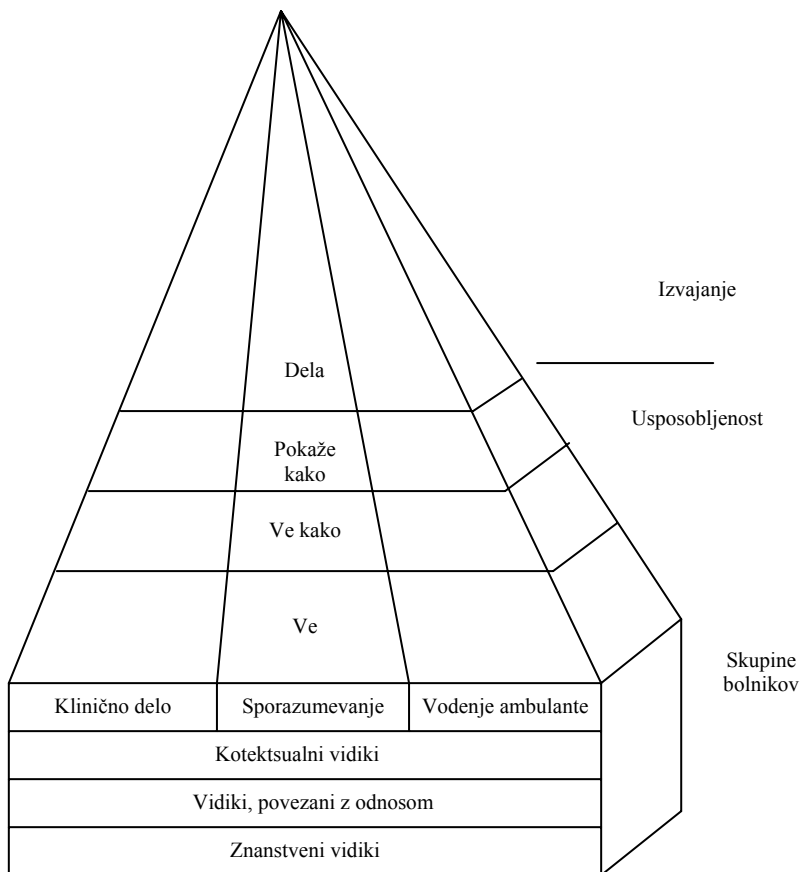 Izvajanje
Dela
Usposobljenost
Pokaže
kako
Ve kako
Ve
Skupine
bolnikov
Klinično delo
Sporazumevanje
Vodenje ambulante
Kotektsualni vidiki
Vidiki, povezani z odnosom
Znanstveni vidiki